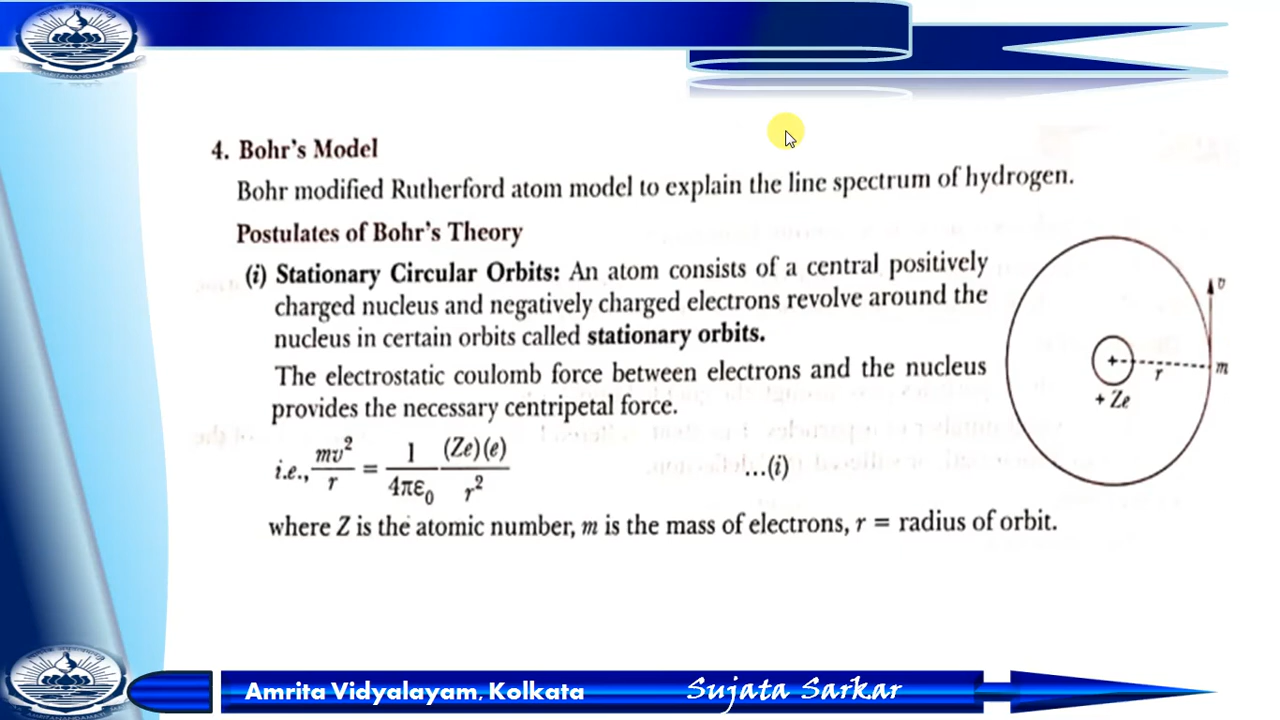 4. Bohr's Model
Bohr modified Rutherford atom model to explain the line spectrum of hydrogen.
Postulates of Bohr's Theory
(i) Stationary Circular Orbits: An atom consists of a central positively
charged nucleus and negatively charged electrons revolve around the
nucleus in certain orbits called stationary orbits.
The electrostatic coulomb force between electrons and the nucleus
provides the necessary centripetal force.
i.e., mv²/r = 1/4πε₀ (Ze)(e)/r² ...(i)
where Z is the atomic number, m is the mass of electrons, r = radius of orbit.
v
+
r
m
+ Ze
Amrita Vidyalayam, Kolkata
Sujata Sarkar